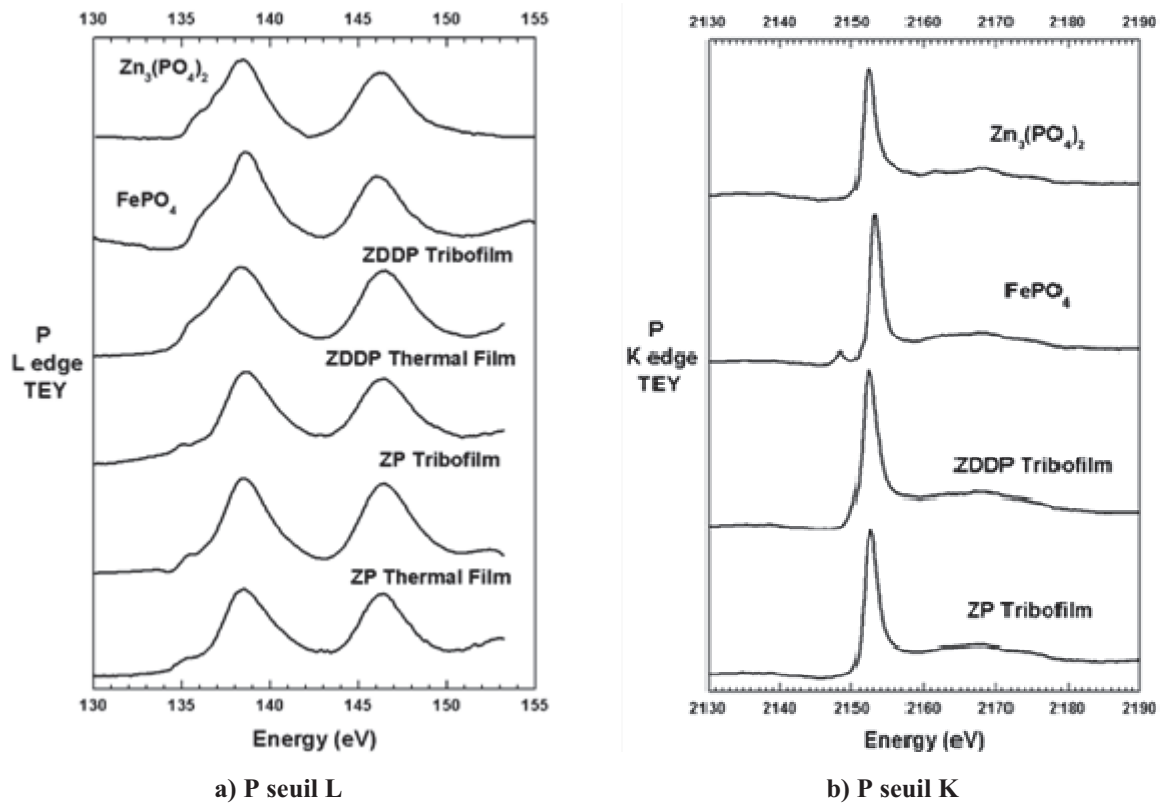 130 135 140 145 150 155
Zn₃(PO₄)₂
FePO₄
ZDDP Tribofilm
ZDDP Thermal Film
ZP Tribofilm
ZP Thermal Film
P
L edge
TEY
130 135 140 145 150 155
Energy (eV)
a) P seuil L
2130 2140 2150 2160 2170 2180 2190
Zn₃(PO₄)₂
FePO₄
ZDDP Tribofilm
ZP Tribofilm
P
K edge
TEY
2130 2140 2150 2160 2170 2180 2190
Energy (eV)
b) P seuil K